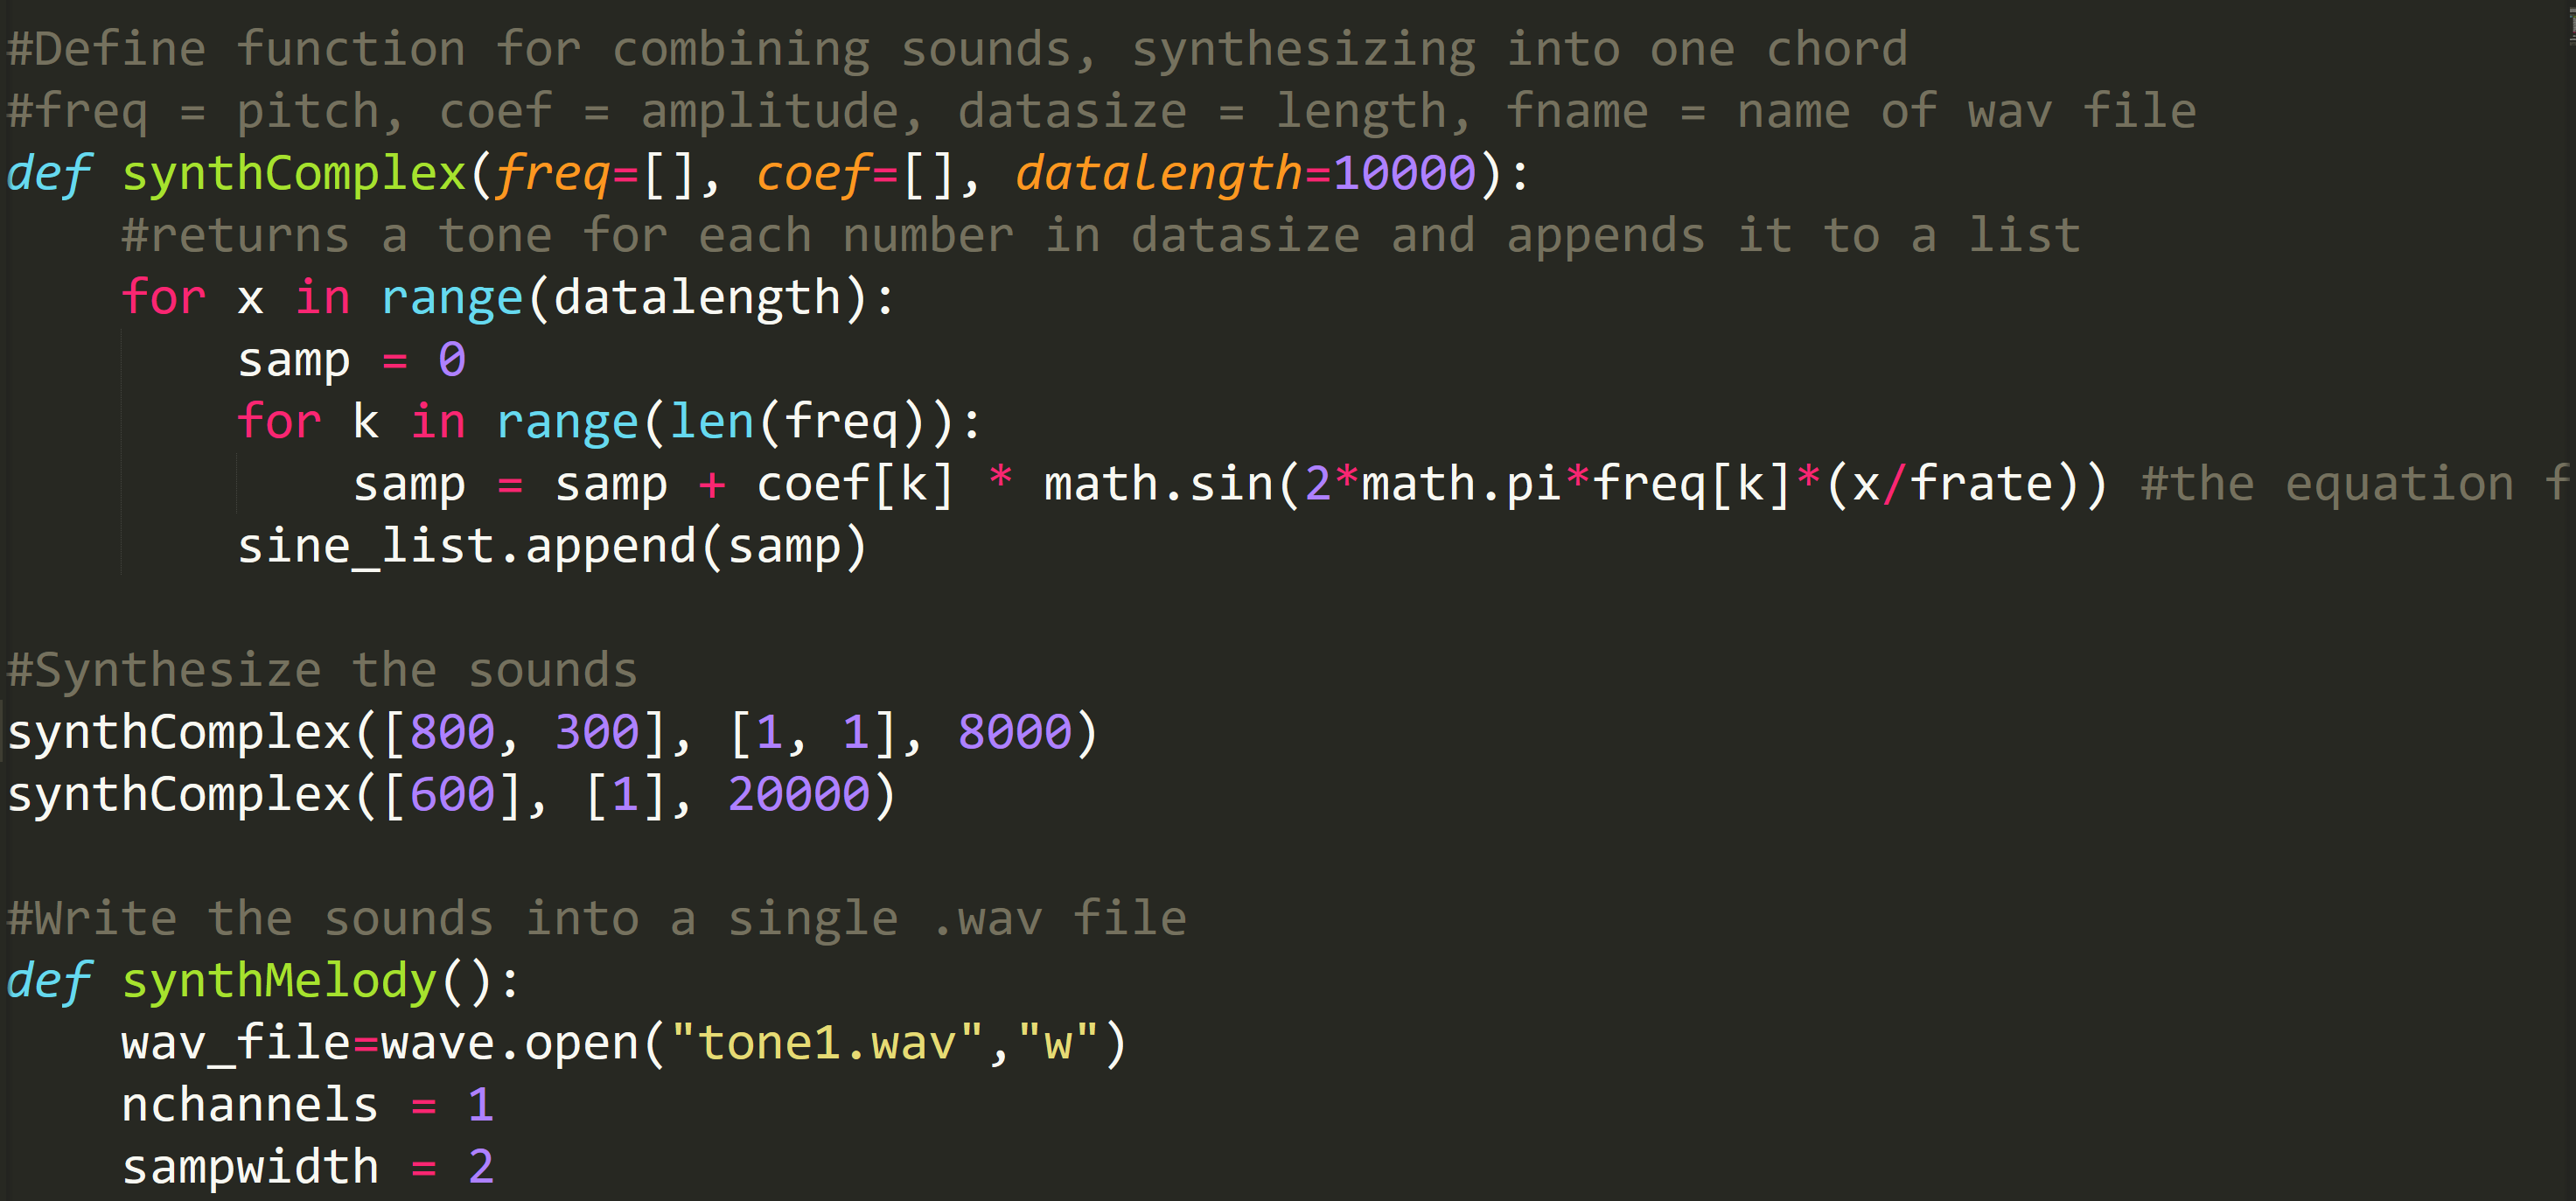 #Define function for combining sounds, synthesizing into one chord
#freq = pitch, coef = amplitude, datasize = length, fname = name of wav file
def synthComplex(freq=[], coef=[], datalength=10000):
    #returns a tone for each number in datasize and appends it to a list
    for x in range(datalength):
        samp = 0
        for k in range(len(freq)):
            samp = samp + coef[k] * math.sin(2*math.pi*freq[k]*(x/frate)) #the equation f
        sine_list.append(samp)
#Synthesize the sounds
synthComplex([800, 300], [1, 1], 8000)
synthComplex([600], [1], 20000)
#Write the sounds into a single .wav file
def synthMelody():
    wav_file=wave.open("tone1.wav","w")
    nchannels = 1
    sampwidth = 2